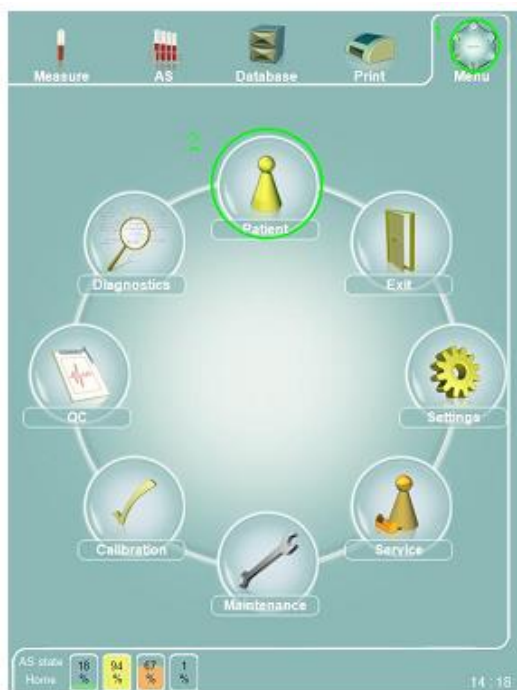 1
Measure AS Database Print Menu
2
Patient
Diagnostics Exit
QC Settings
Calibration Service
Maintenance
AS state
Home
18 % 94 % 67 % 1 %
14:18